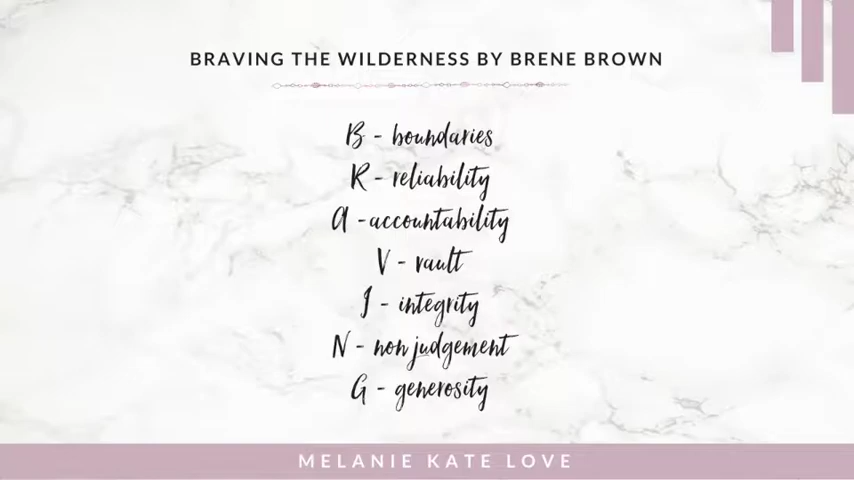 BRAVING THE WILDERNESS BY BRENE BROWN
B - boundaries
R - reliability
A - accountability
V - vault
I - integrity
N - non judgement
G - generosity
MELANIE KATE LOVE